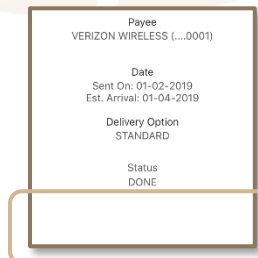 Payee
VERIZON WIRELESS (....0001)
Date
Sent On: 01-02-2019
Est. Arrival: 01-04-2019
Delivery Option
STANDARD
Status
DONE